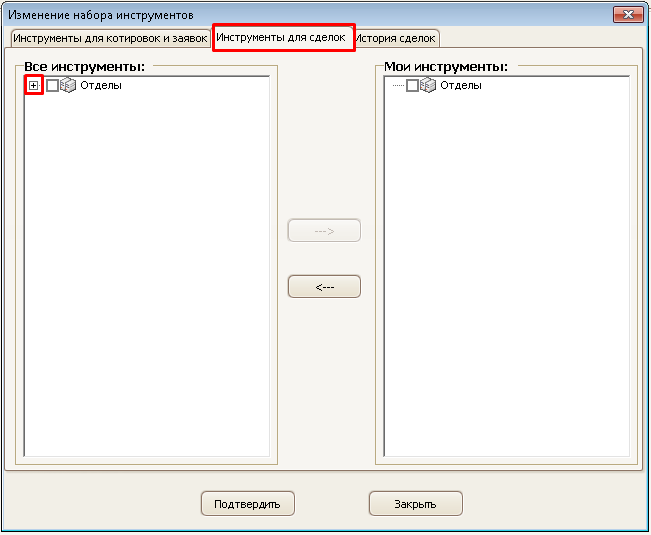 Изменение набора инструментов
Инструменты для котировок и заявок
Инструменты для сделок
История сделок
Все инструменты:
Мои инструменты:
Отделы
Отделы
--->
<---
Подтвердить
Закрыть